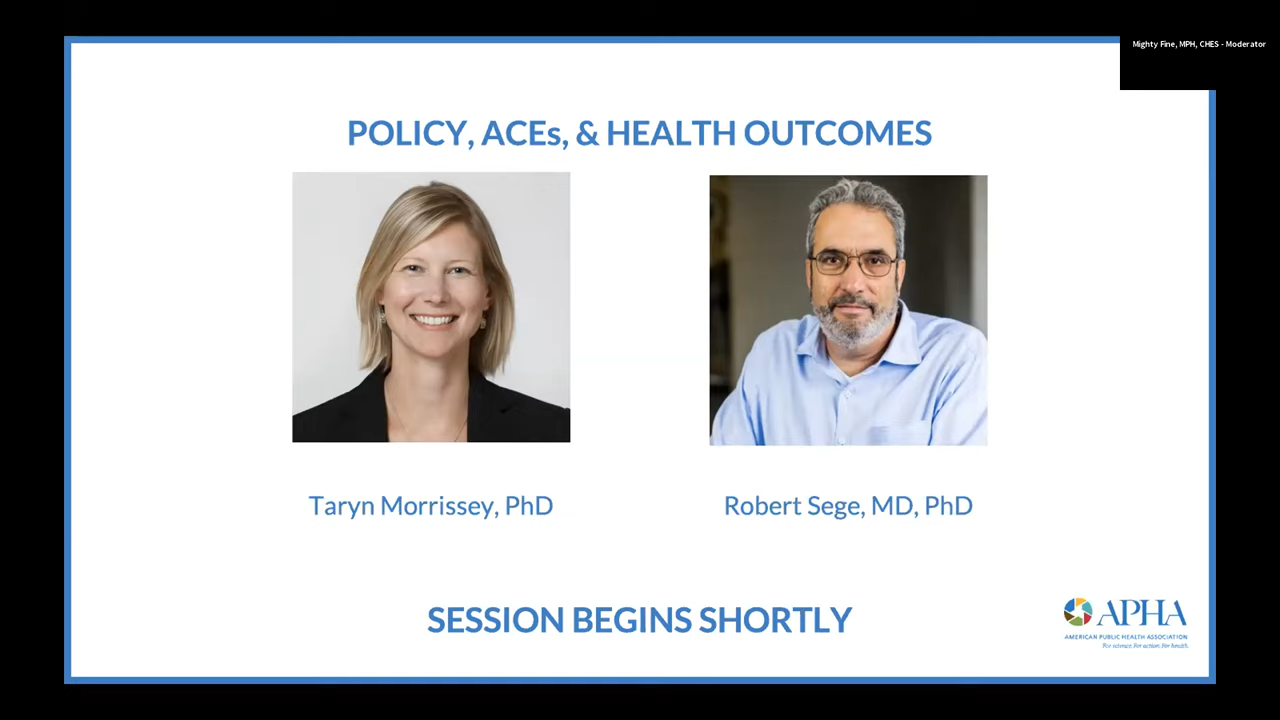 Mighty Fine, MPH, CHES - Moderator
POLICY, ACEs, & HEALTH OUTCOMES
Taryn Morrissey, PhD
Robert Sege, MD, PhD
SESSION BEGINS SHORTLY
APHA
AMERICAN PUBLIC HEALTH ASSOCIATION
For science. For action. For health.